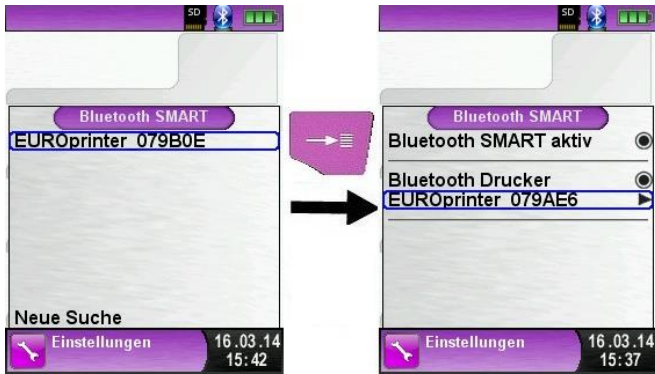 SD
Bluetooth SMART
EUROprinter 079B0E
Neue Suche
Einstellungen
16.03.14
15:42
SD
Bluetooth SMART
Bluetooth SMART aktiv
Bluetooth Drucker
EUROprinter 079AE6
Einstellungen
16.03.14
15:37